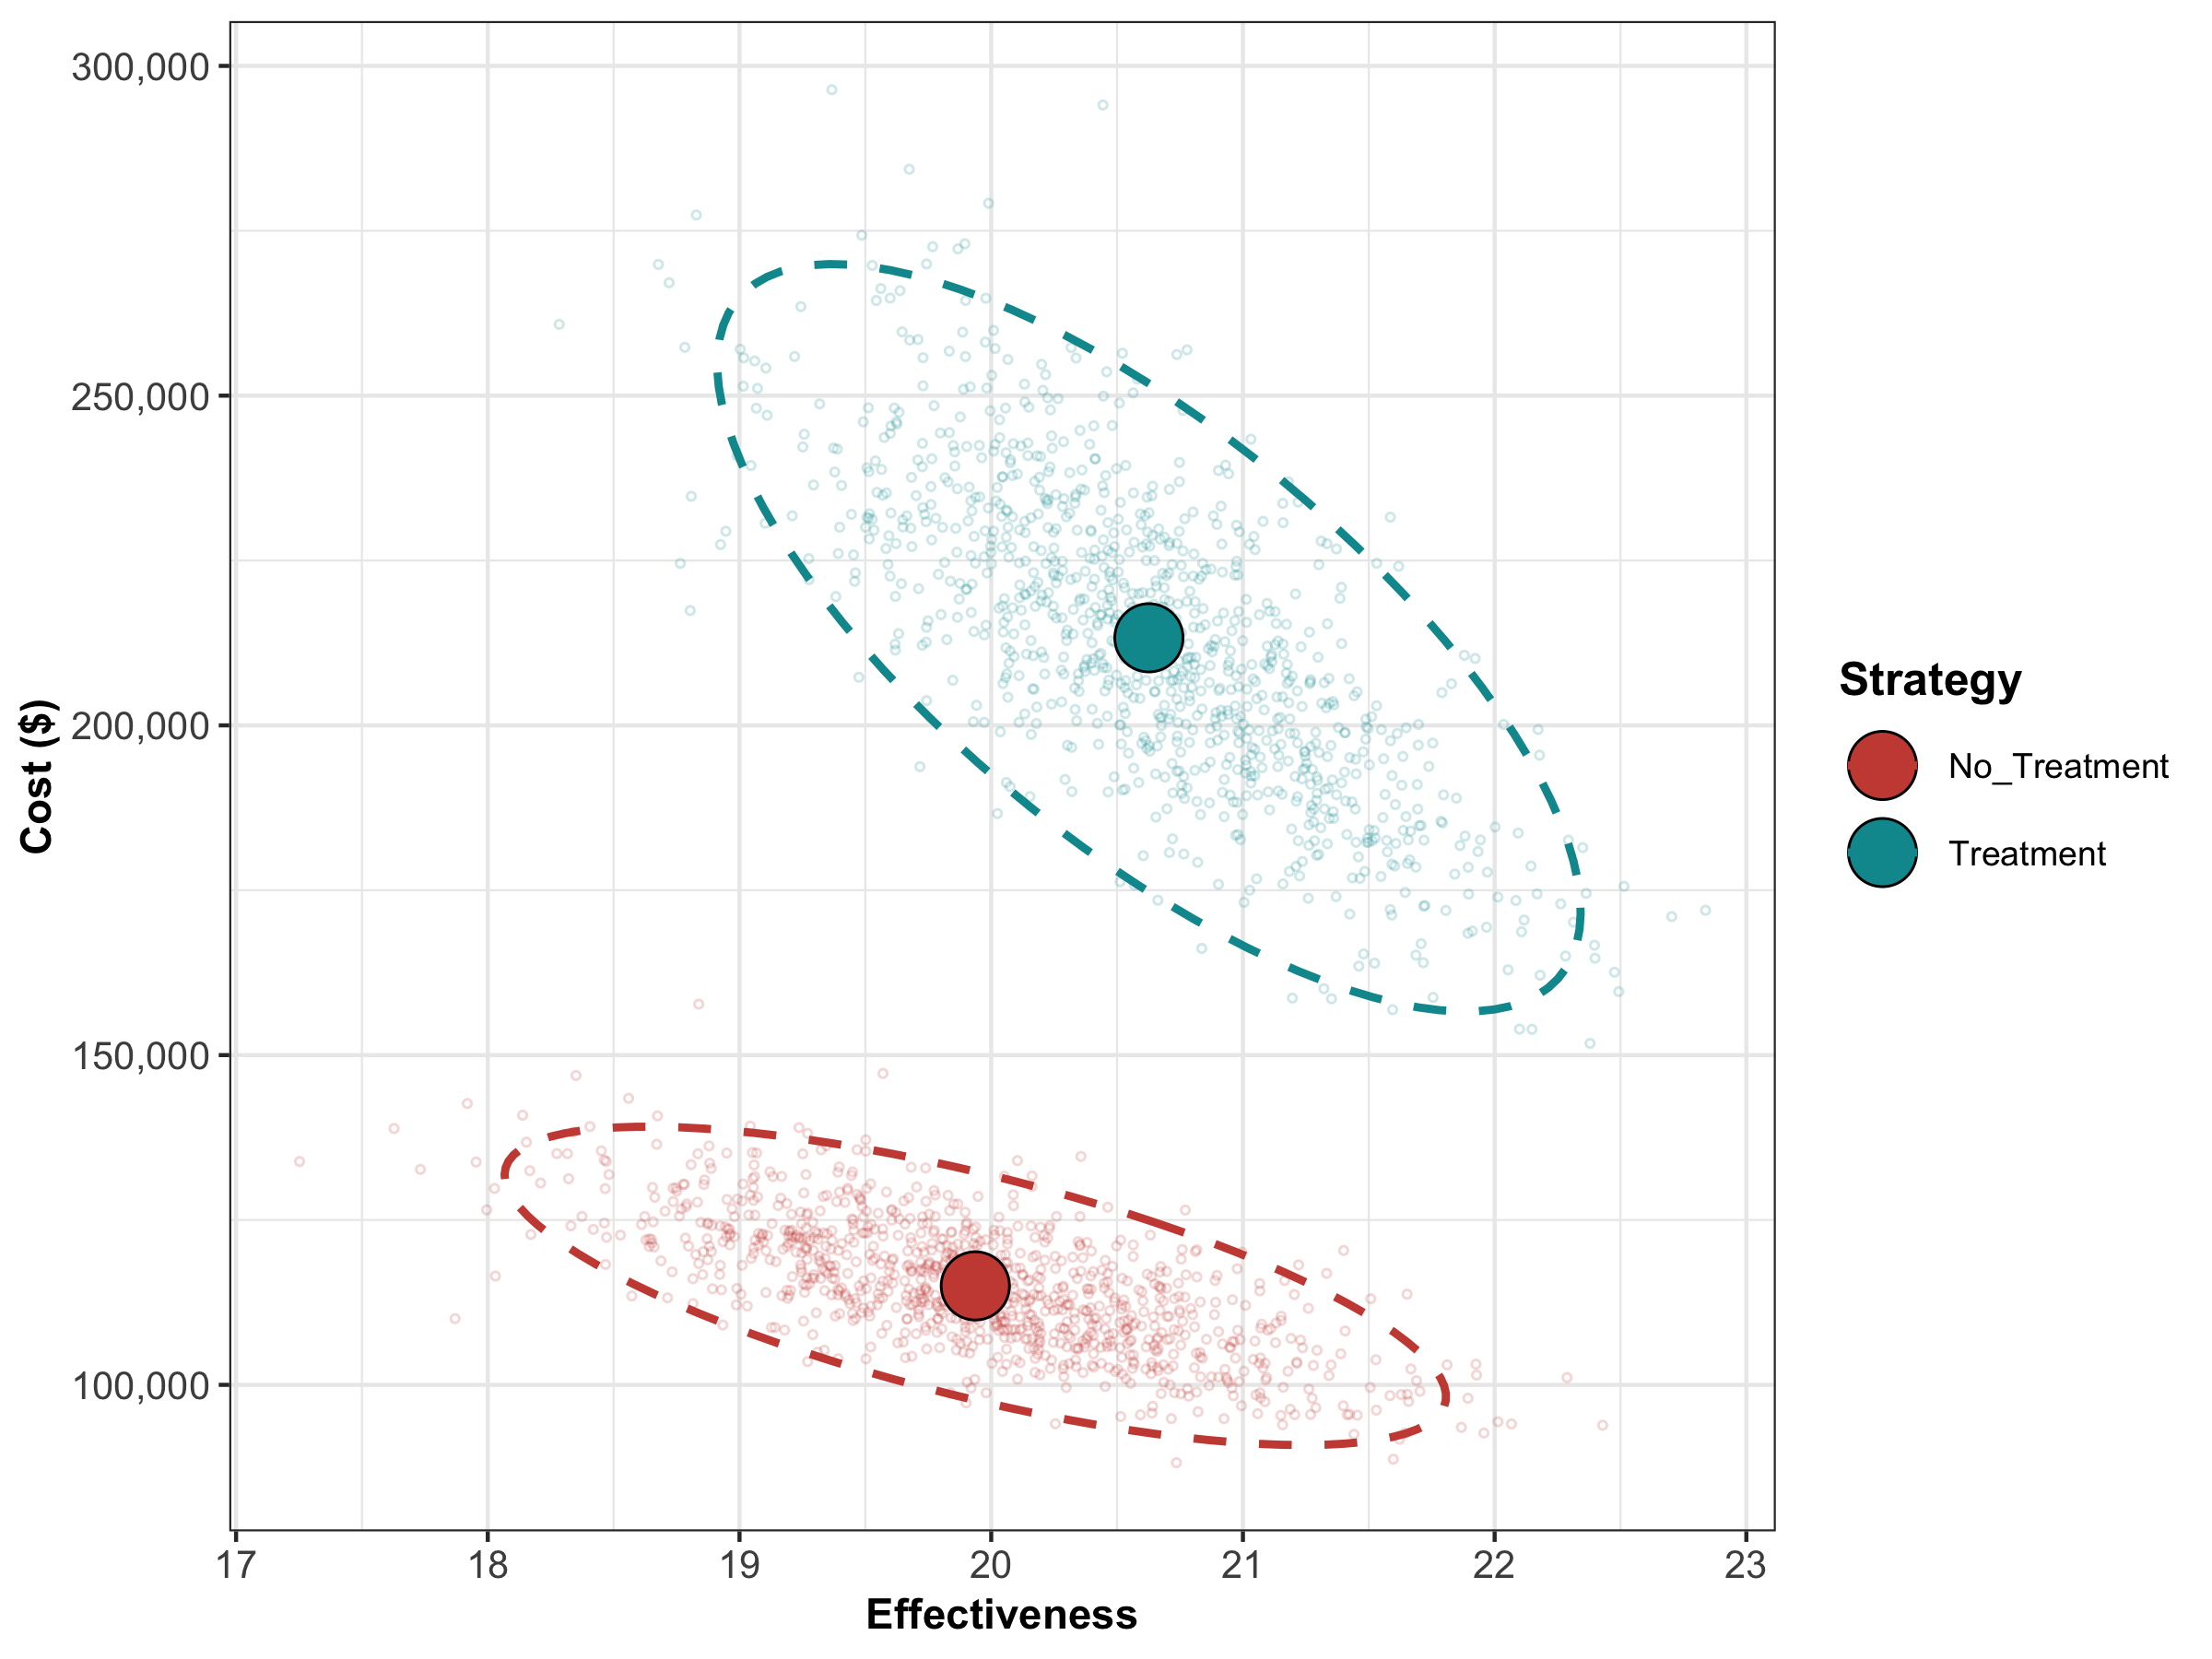 300,000
250,000
200,000
150,000
100,000
Cost ($)
17 18 19 20 21 22 23
Effectiveness
Strategy
No_Treatment
Treatment